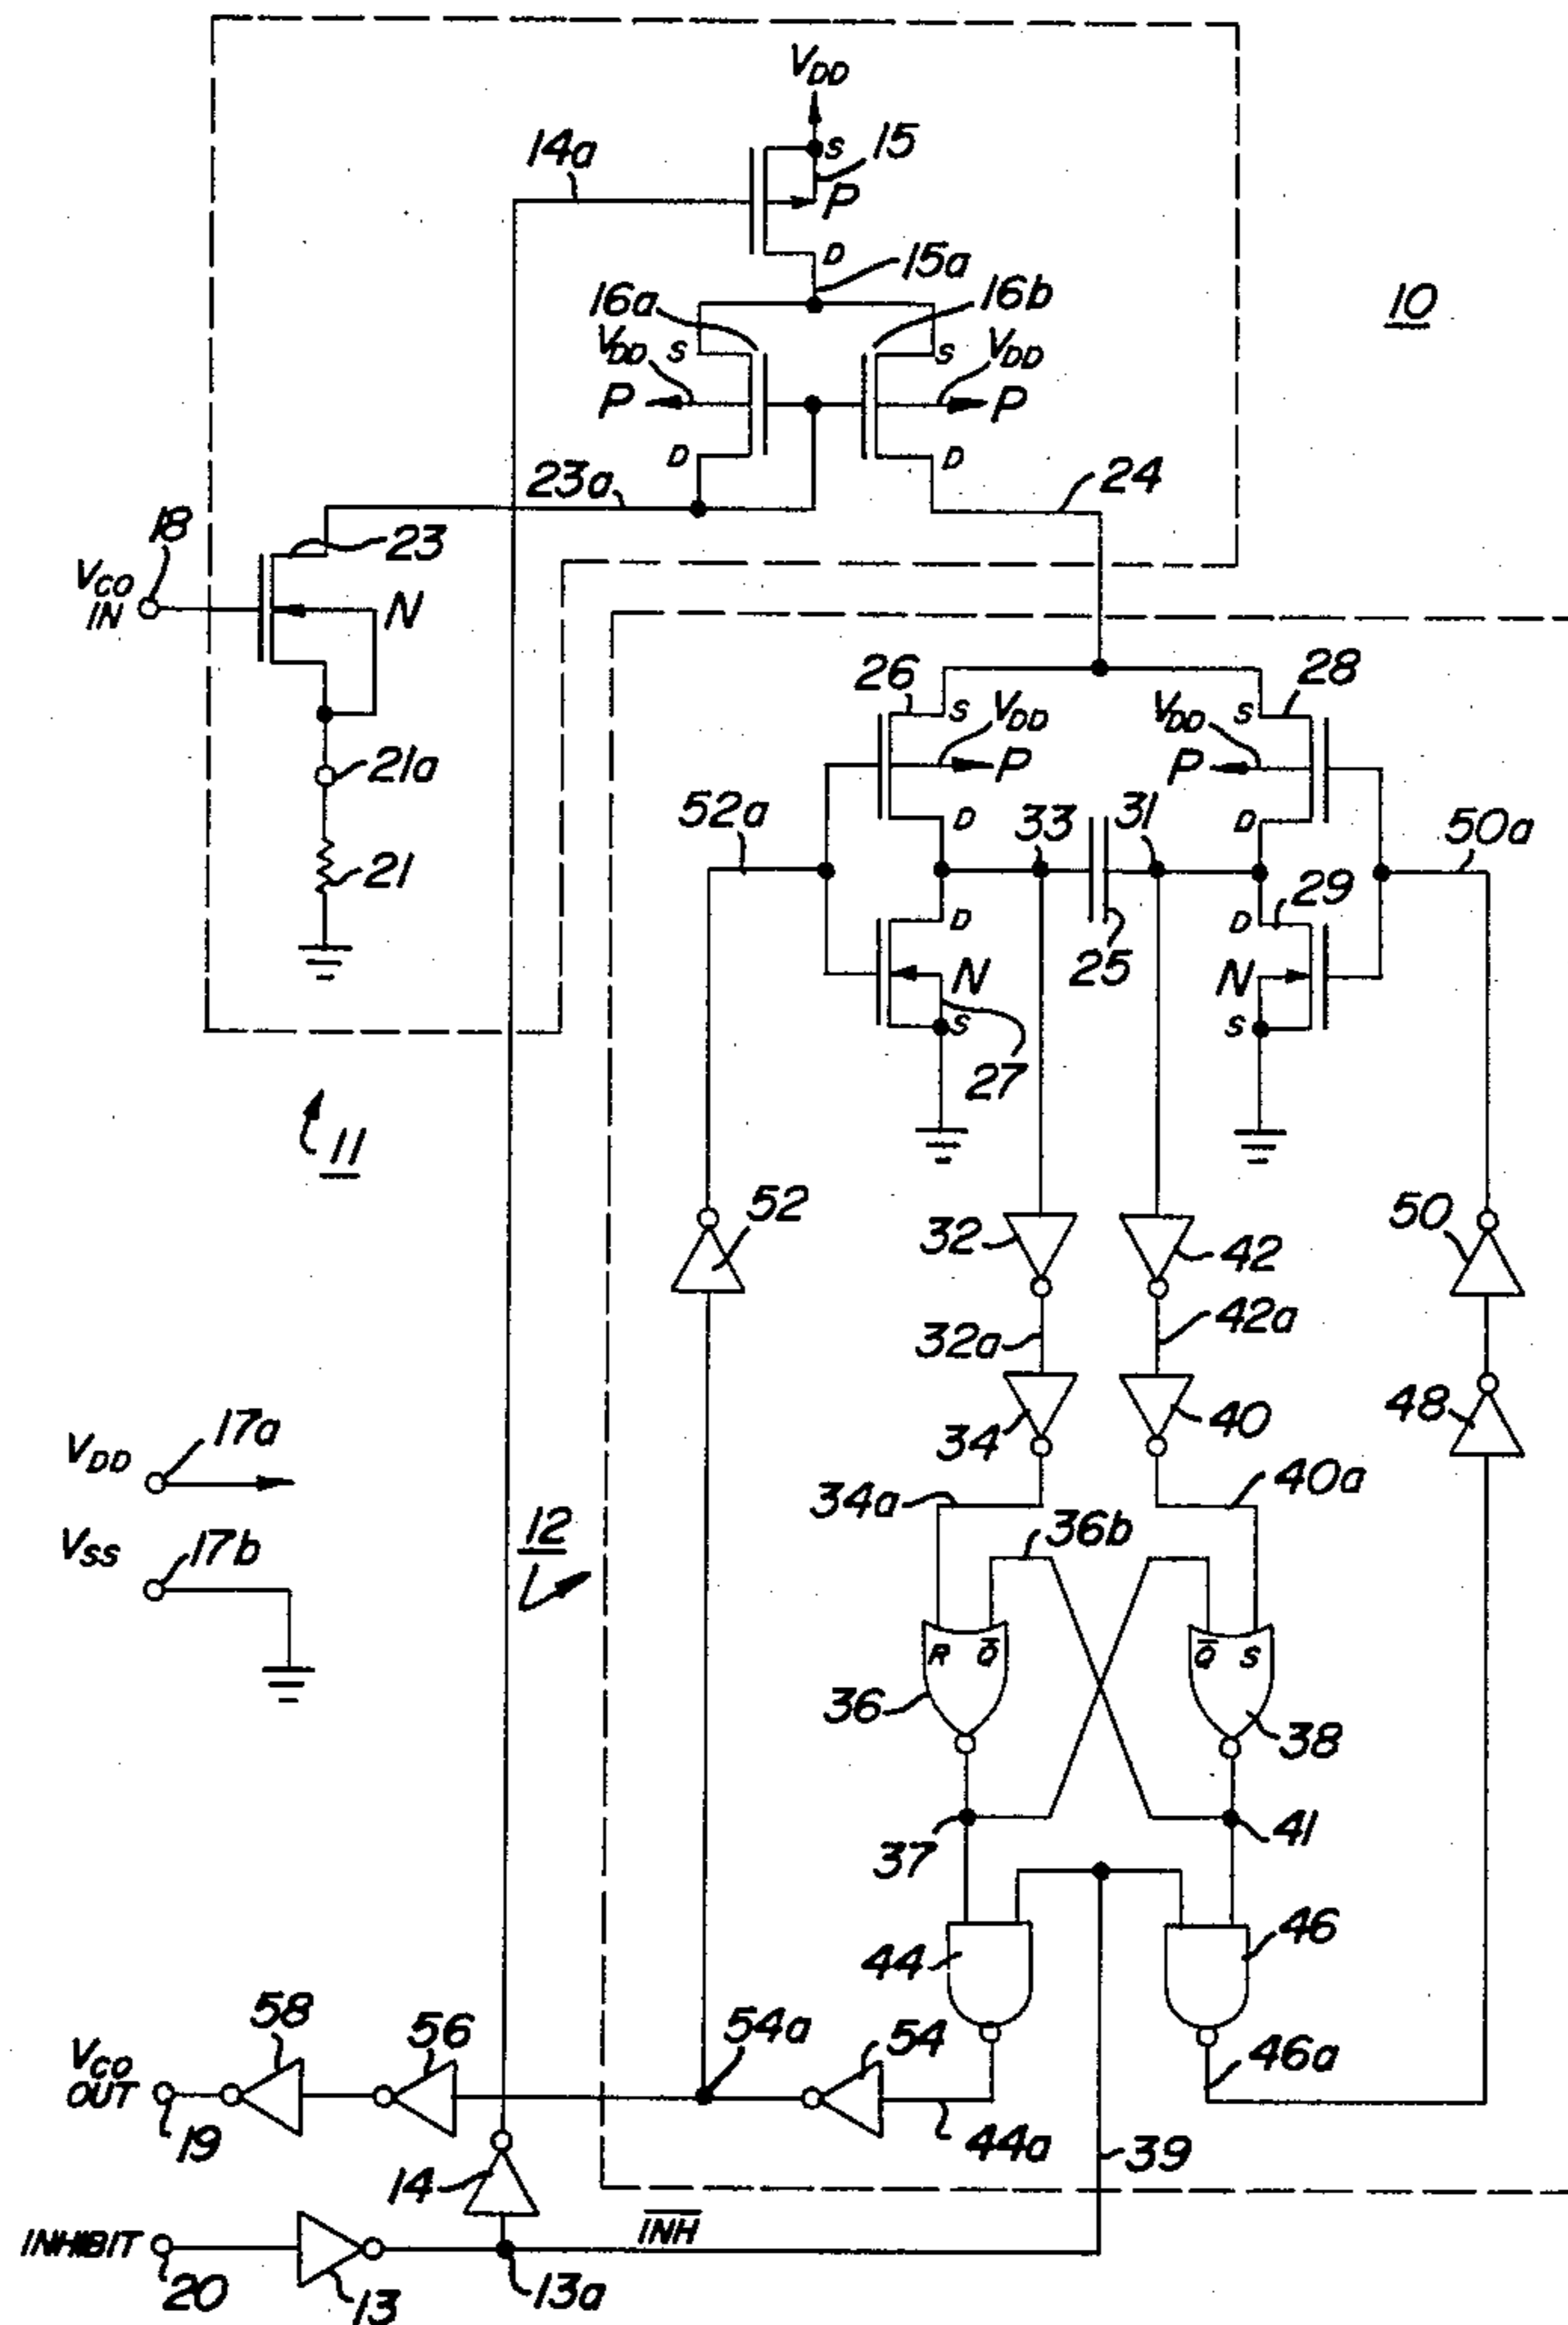 VDD
S
15
14a
P
D
15a
16a
16b
10
VDD
S
S
VDD
P
P
D
D
23a
24
18
23
VCO
IN
N
26
S
VDD
VDD
S
28
P
P
21a
52a
D
33
31
D
50a
21
D
29
D
N
25
N
S
S
27
11
52
32
42
50
32a
42a
34
40
48
VDD
17a
34a
40a
VSS
17b
12
36b
R
Q̅
Q̅
S
36
38
37
41
44
46
58
56
54a
54
VCO
OUT
46a
19
44a
39
14
INH
INHIBIT
20
13
13a